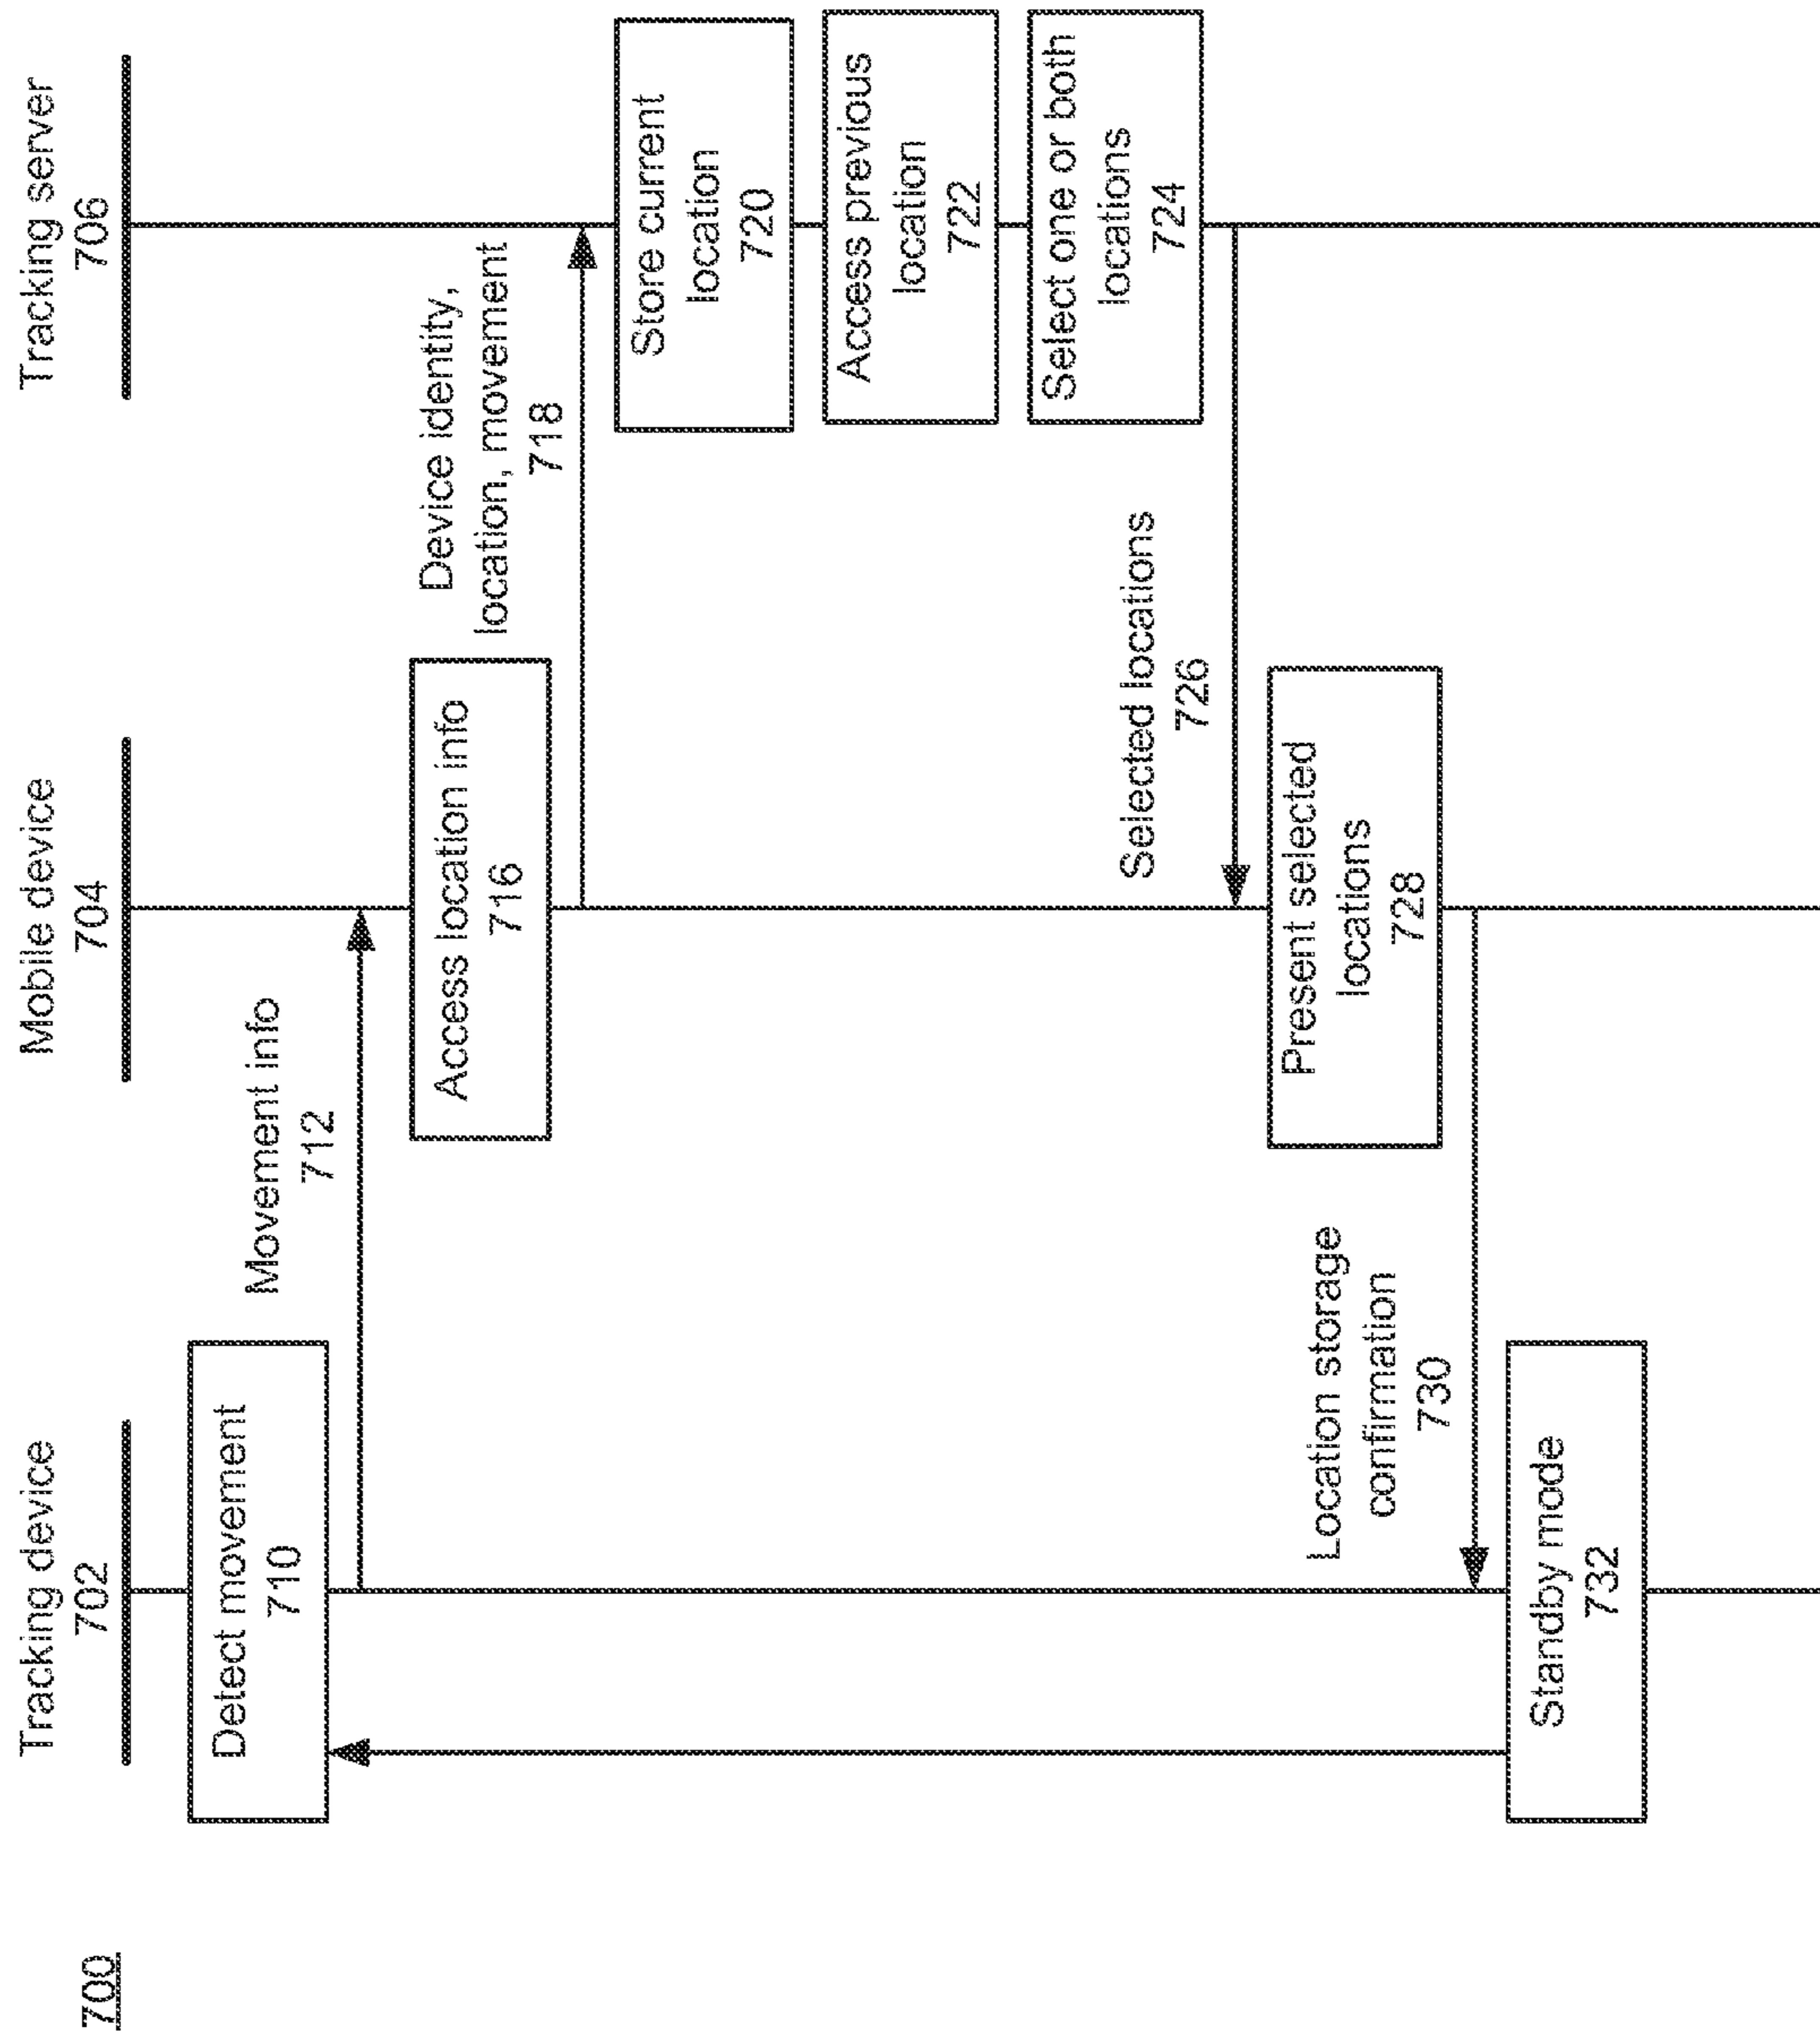 700
Tracking device
702
Mobile device
704
Tracking server
706
Detect movement
710
Movement info
712
Access location info
716
Device identity,
location, movement
718
Store current
location
720
Access previous
location
722
Select one or both
locations
724
Selected locations
726
Present selected
locations
728
Location storage
confirmation
730
Standby mode
732